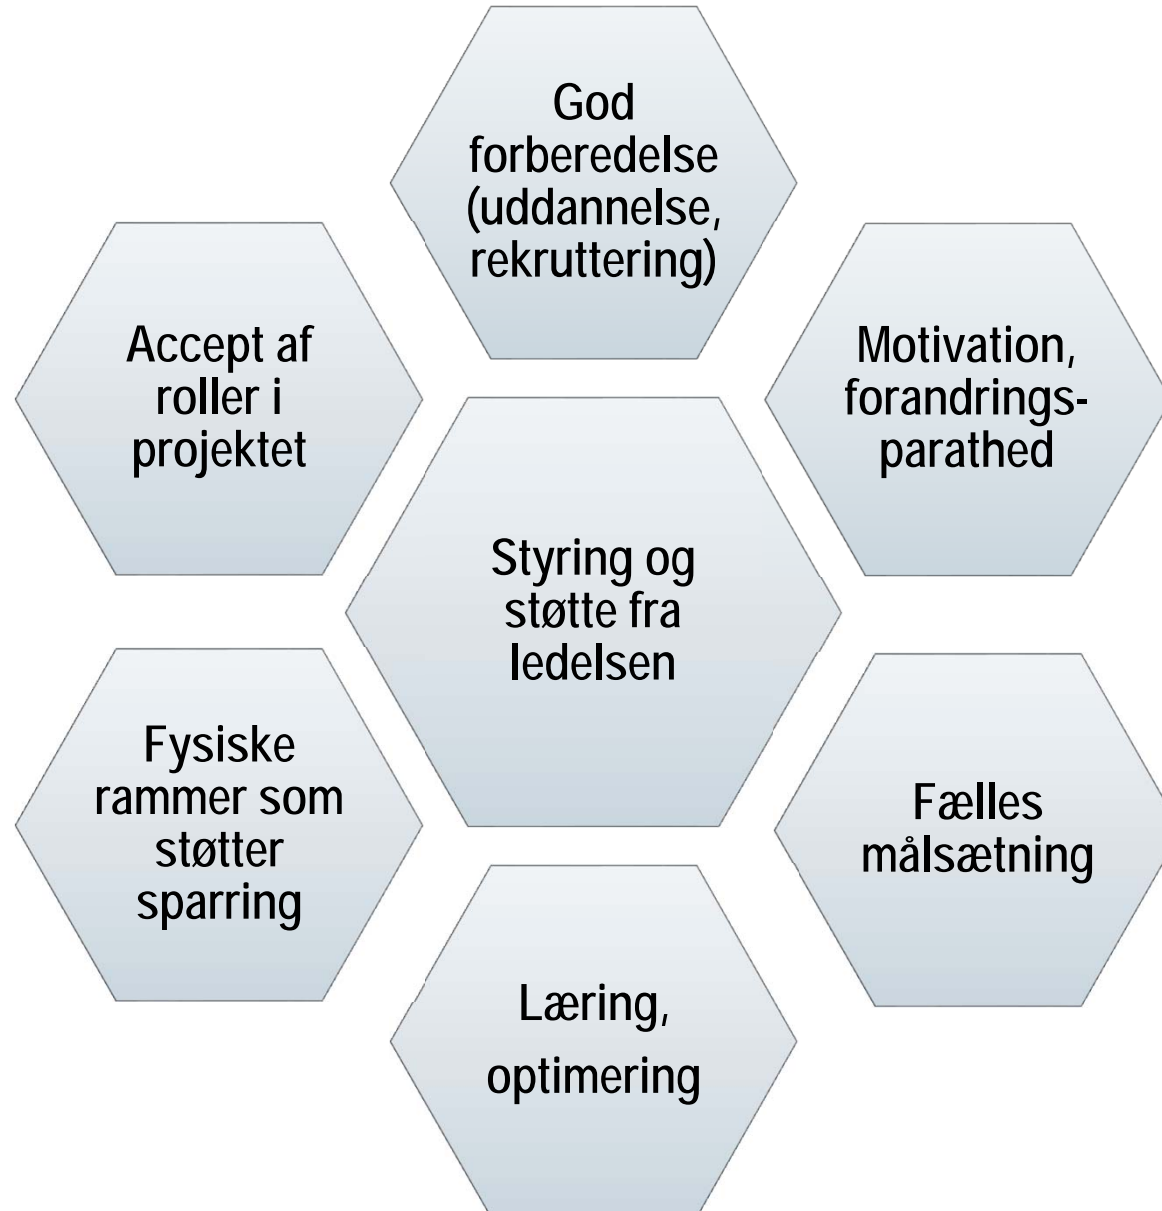 God
forberedelse
(uddannelse,
rekruttering)
Accept af
roller i
projektet
Motivation,
forandrings-
parathed
Styring og
støtte fra
ledelsen
Fysiske
rammer som
støtter
sparring
Fælles
målsætning
Læring,
optimering